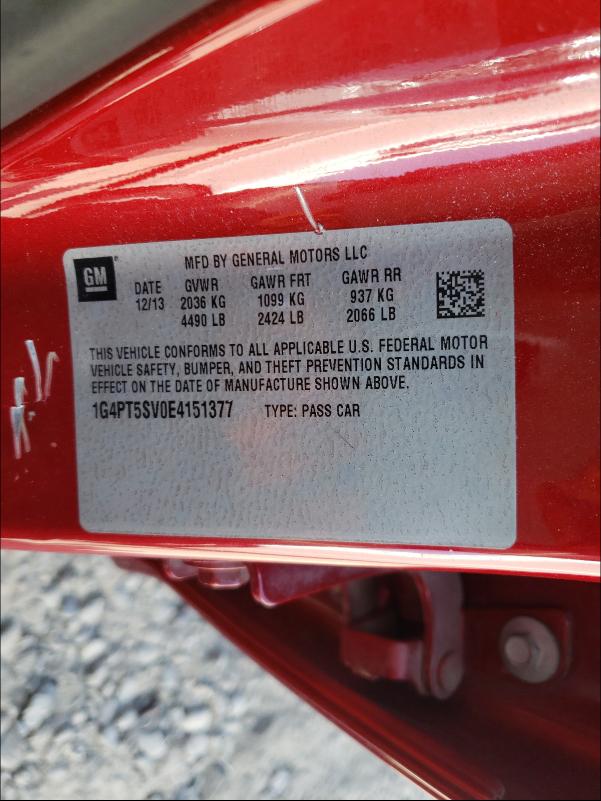 MFD BY GENERAL MOTORS LLC
GM
DATE GVWR GAWR FRT GAWR RR
12/13 2036 KG 1099 KG 937 KG
4490 LB 2424 LB 2066 LB
THIS VEHICLE CONFORMS TO ALL APPLICABLE U.S. FEDERAL MOTOR
VEHICLE SAFETY, BUMPER, AND THEFT PREVENTION STANDARDS IN
EFFECT ON THE DATE OF MANUFACTURE SHOWN ABOVE.
1G4PT5SV0E4151377 TYPE: PASS CAR